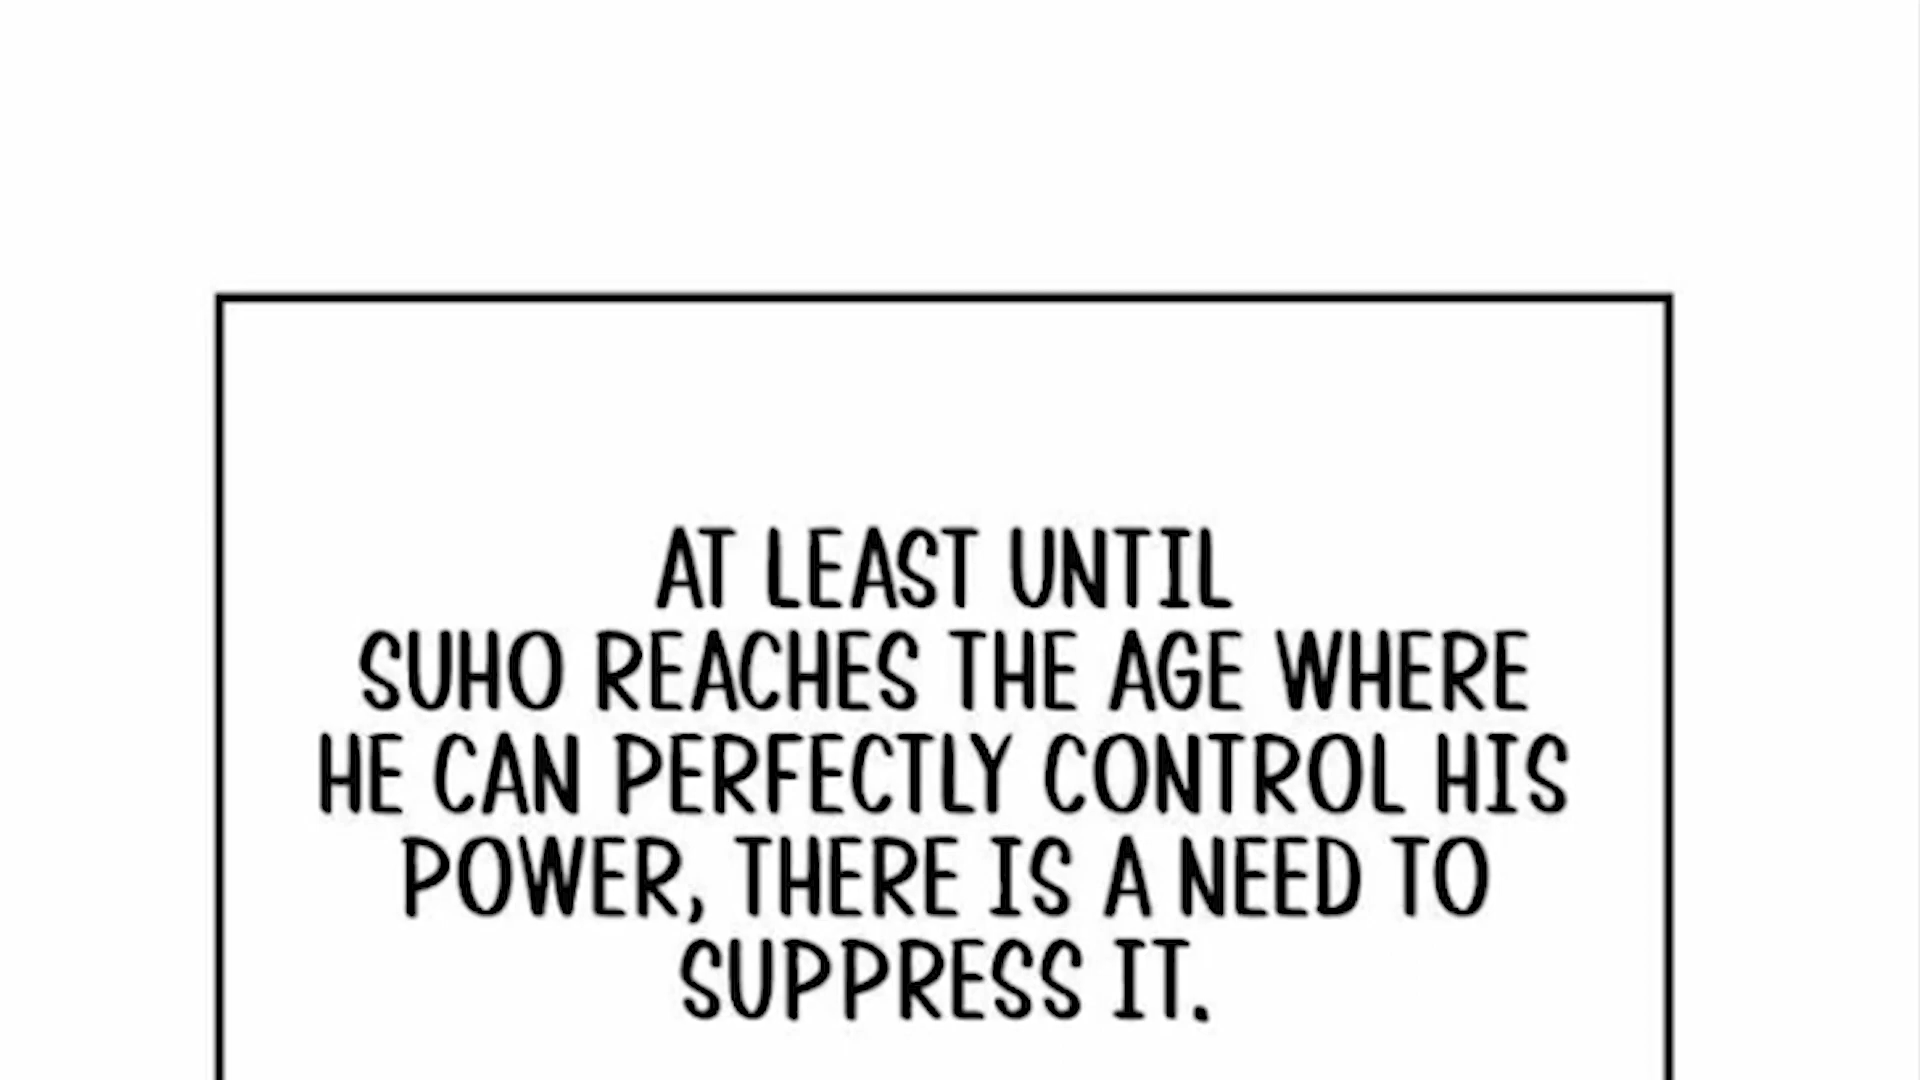 AT LEAST UNTIL
SUHO REACHES THE AGE WHERE
HE CAN PERFECTLY CONTROL HIS
POWER, THERE IS A NEED TO
SUPPRESS IT.